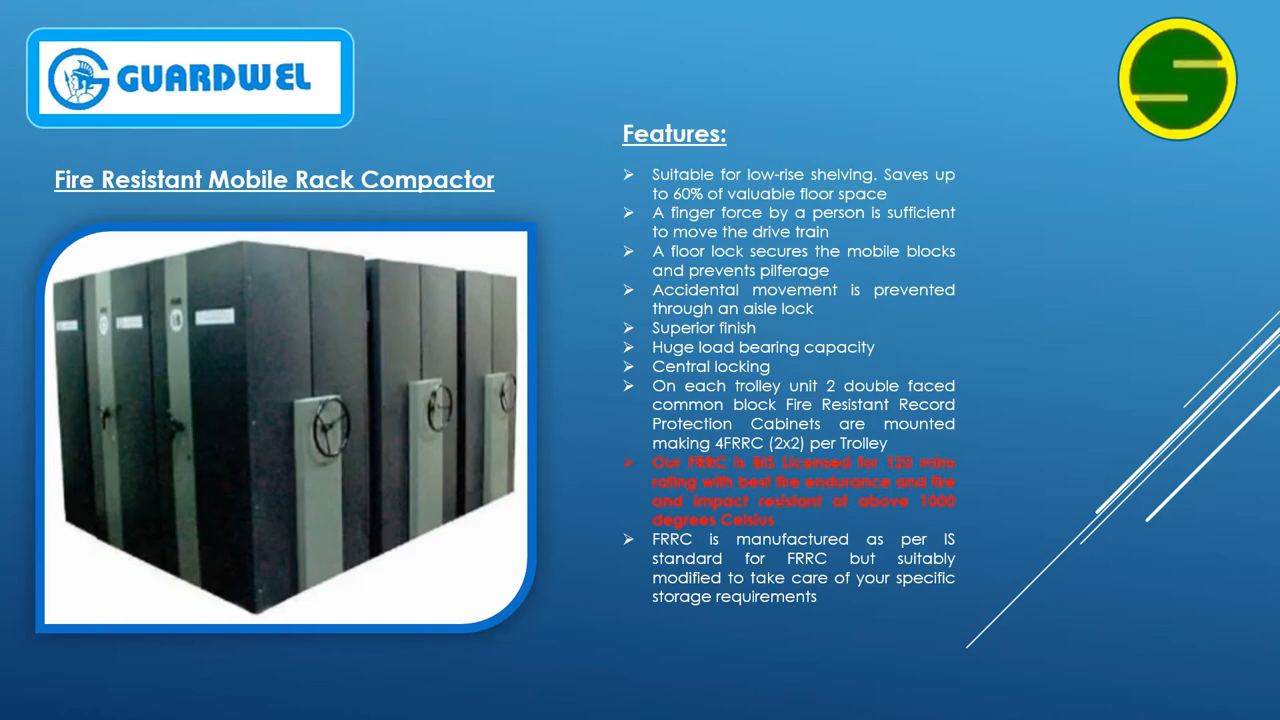 GUARDWEL
Fire Resistant Mobile Rack Compactor
Features:
Suitable for low-rise shelving. Saves up
to 60% of valuable floor space
A finger force by a person is sufficient
to move the drive train
A floor lock secures the mobile blocks
and prevents pilferage
Accidental movement is prevented
through an aisle lock
Superior finish
Huge load bearing capacity
Central locking
On each trolley unit 2 double faced
common block Fire Resistant Record
Protection Cabinets are mounted
making 4FRRC (2x2) per Trolley
Our FRRC is BIS Licensed for 120 mins
rating with best fire endurance and fire
and impact resistant at above 1000
degrees Celsius
FRRC is manufactured as per IS
standard for FRRC but suitably
modified to take care of your specific
storage requirements